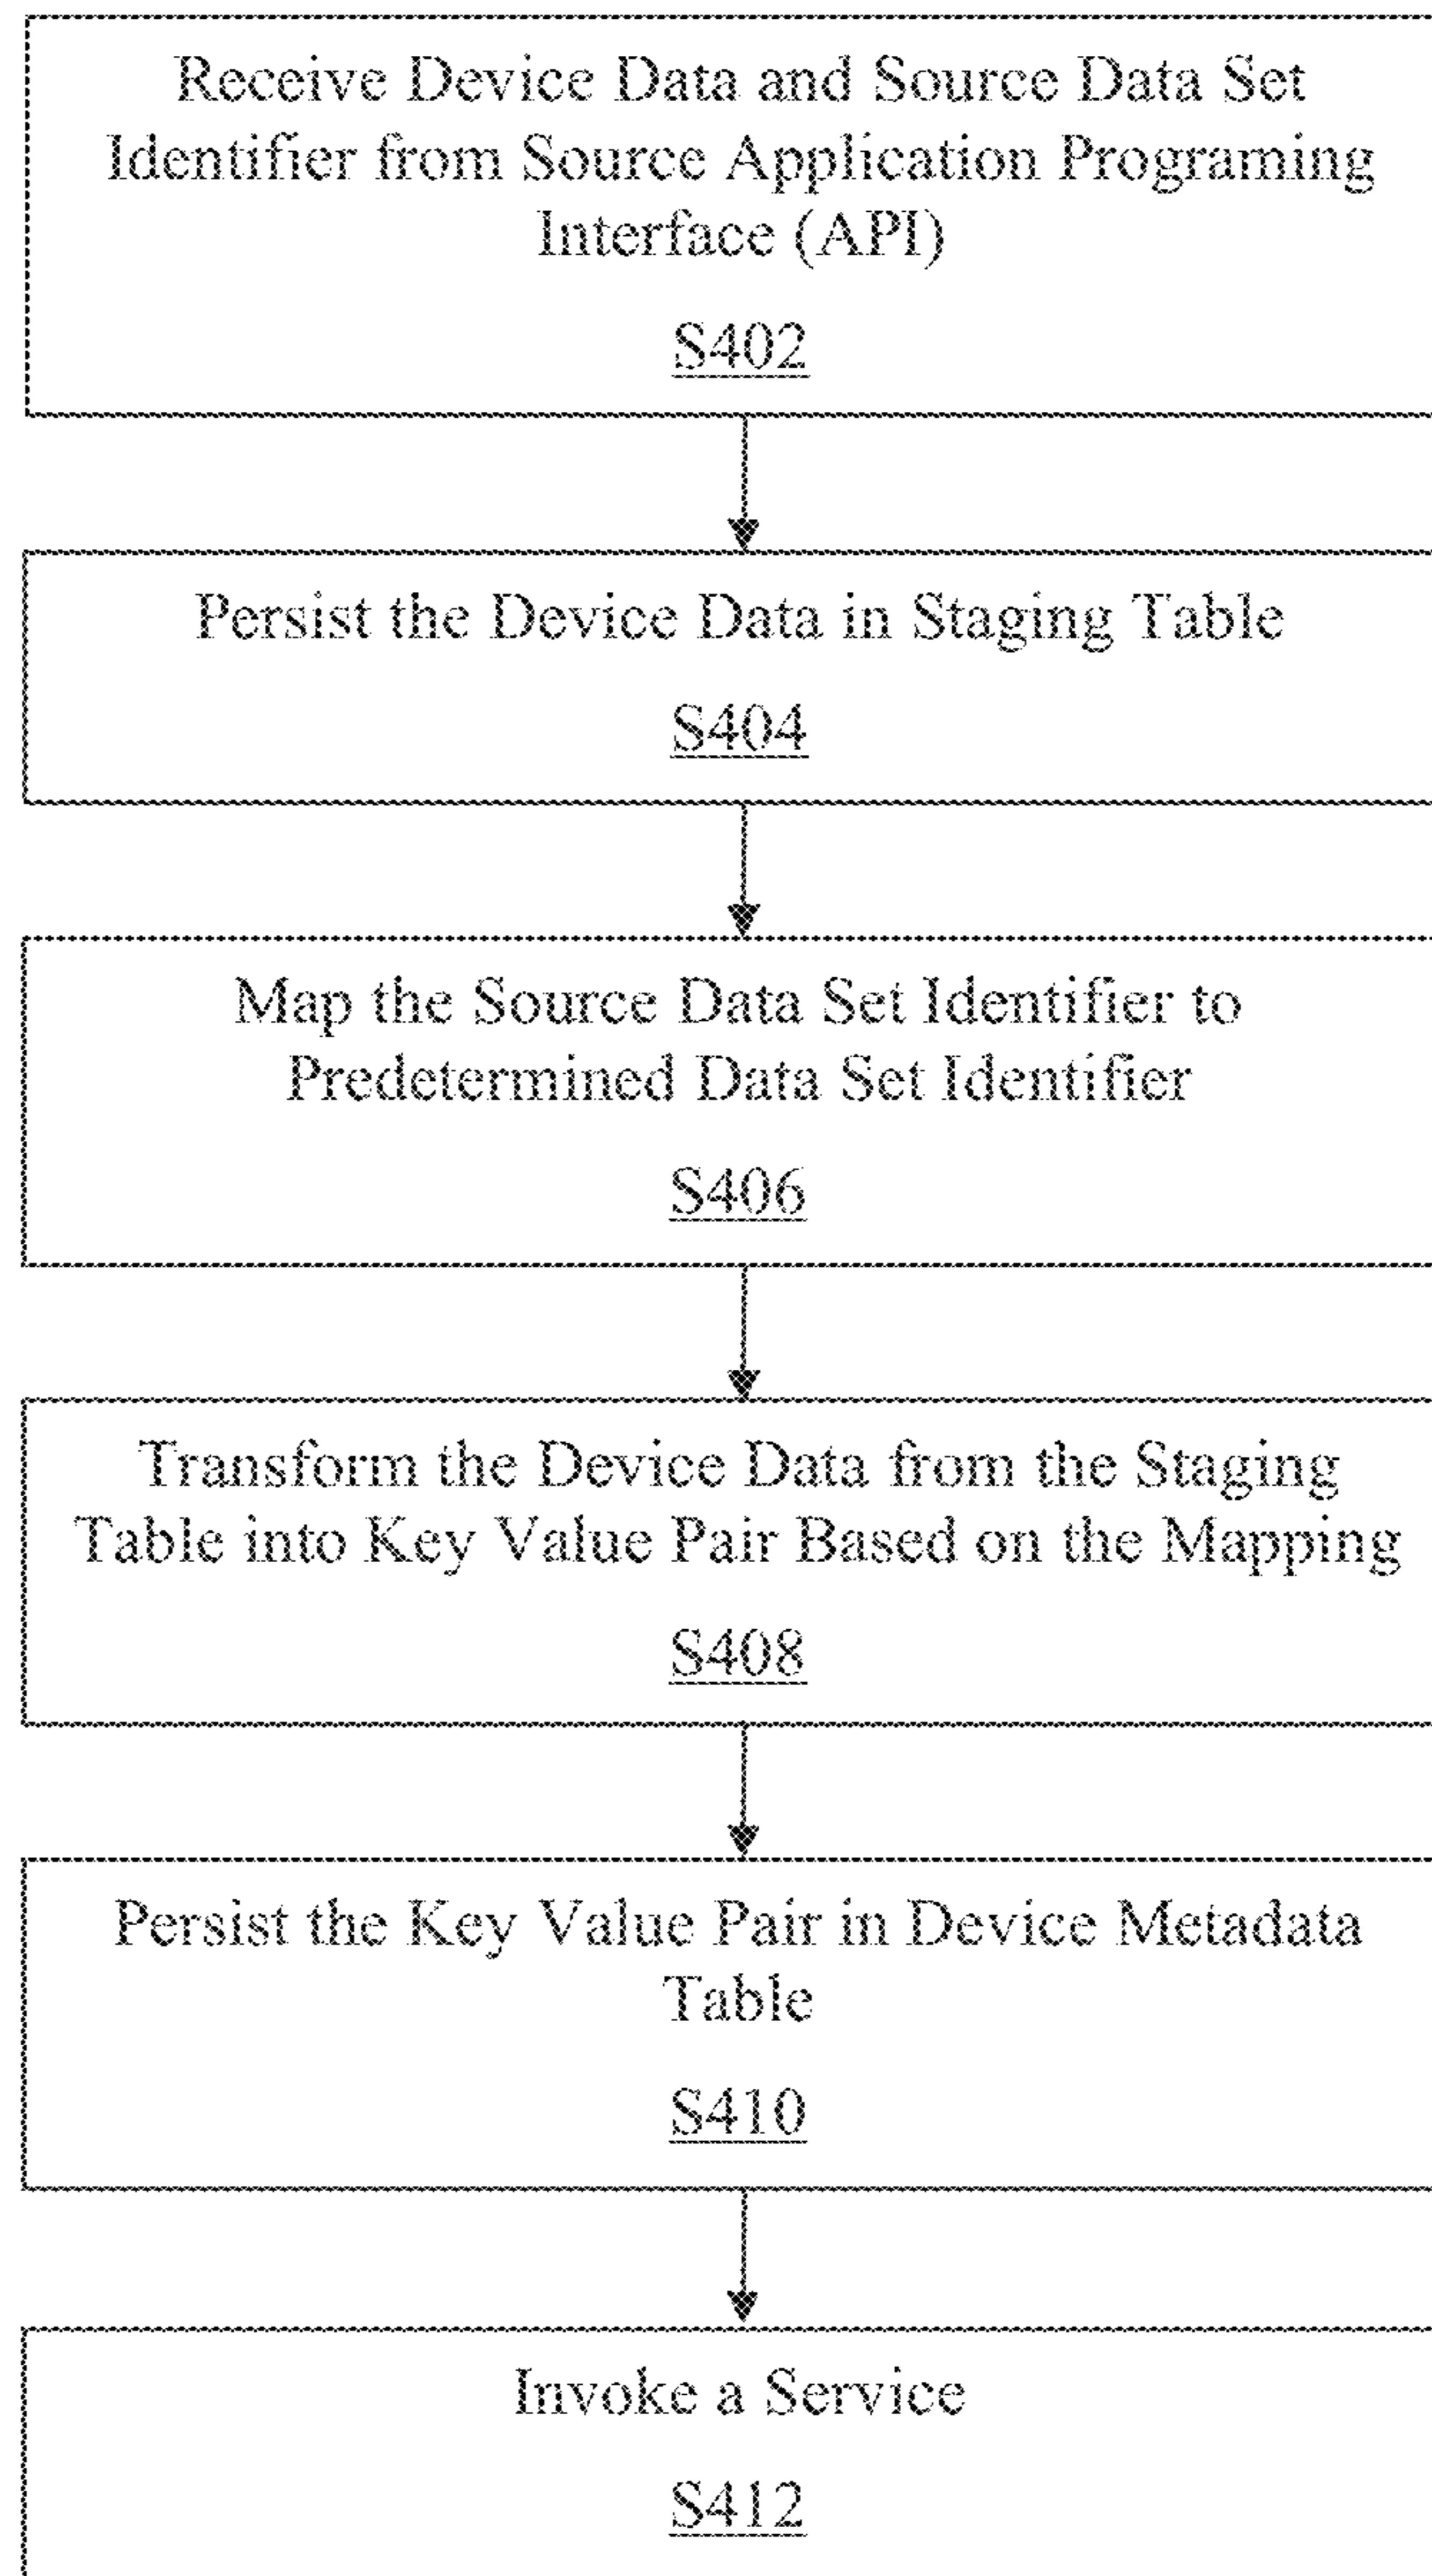 Receive Device Data and Source Data Set
Identifier from Source Application Programing
Interface (API)
S402
Persist the Device Data in Staging Table
S404
Map the Source Data Set Identifier to
Predetermined Data Set Identifier
S406
Transform the Device Data from the Staging
Table into Key Value Pair Based on the Mapping
S408
Persist the Key Value Pair in Device Metadata
Table
S410
Invoke a Service
S412